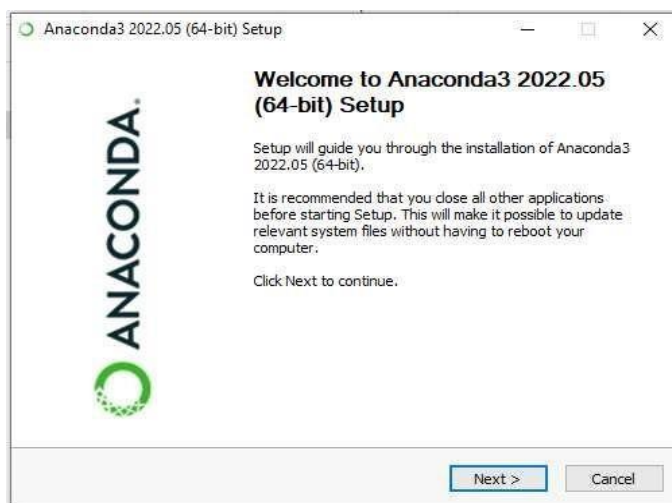 Anaconda3 2022.05 (64-bit) Setup
ANACONDA.
Welcome to Anaconda3 2022.05
(64-bit) Setup
Setup will guide you through the installation of Anaconda3
2022.05 (64-bit).
It is recommended that you close all other applications
before starting Setup. This will make it possible to update
relevant system files without having to reboot your
computer.
Click Next to continue.
Next >
Cancel